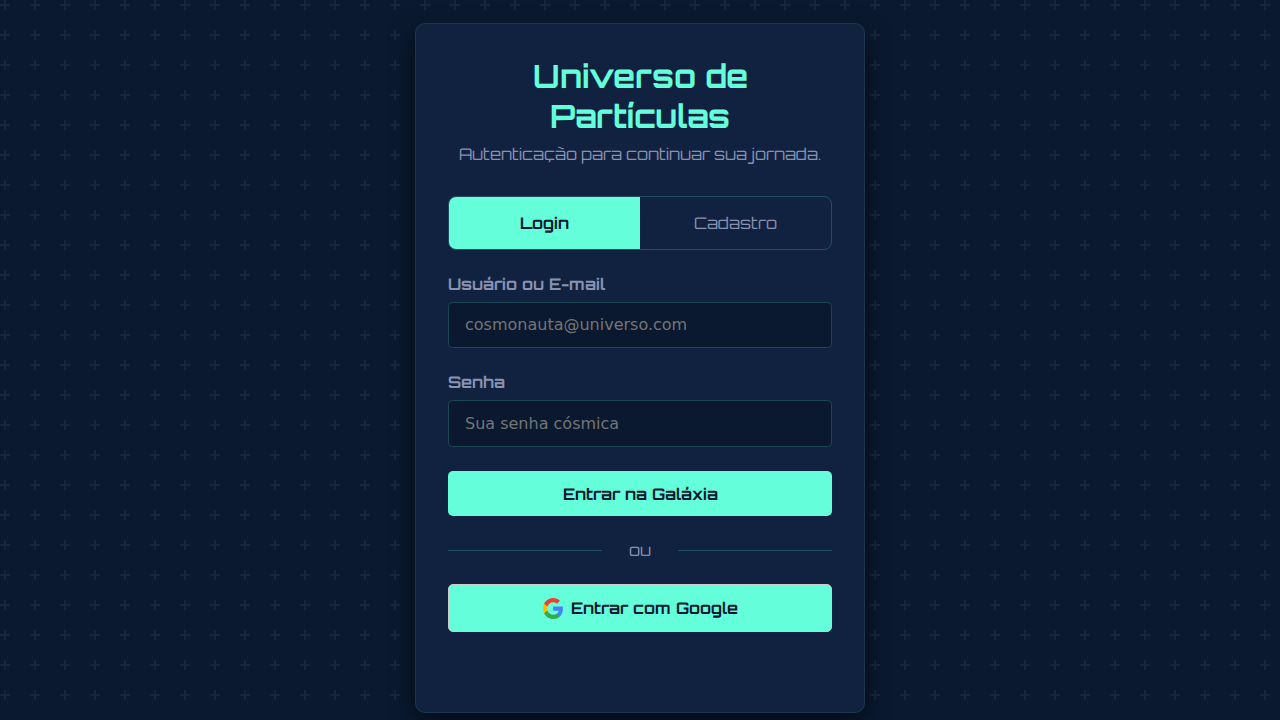 Universo de
Partículas
Autenticação para continuar sua jornada.
Login
Cadastro
Usuário ou E-mail
cosmonauta@universo.com
Senha
Sua senha cósmica
Entrar na Galáxia
OU
Entrar com Google